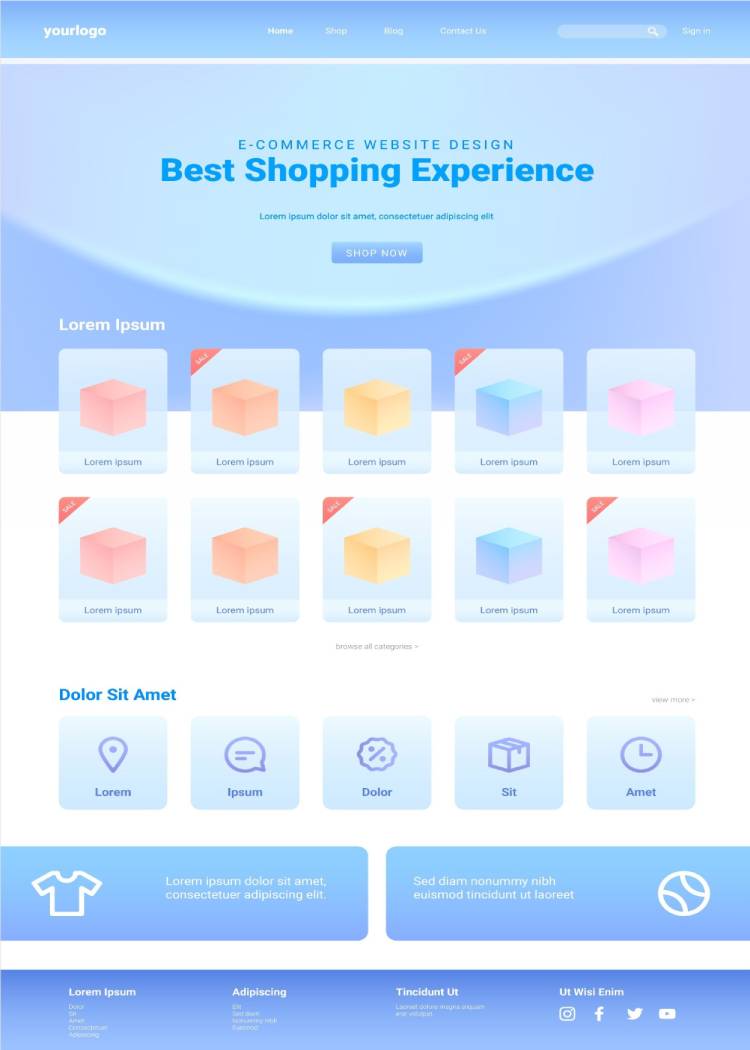 yourlogo
Home Shop Blog Contact Us Sign in
E-COMMERCE WEBSITE DESIGN
Best Shopping Experience
Lorem ipsum dolor sit amet, consectetuer adipiscing elit
SHOP NOW
Lorem Ipsum
SALE SALE
Lorem ipsum Lorem ipsum Lorem ipsum Lorem ipsum Lorem ipsum
SALE SALE SALE
Lorem ipsum Lorem ipsum Lorem ipsum Lorem ipsum Lorem ipsum
browse all categories >
Dolor Sit Amet
view more >
Lorem Ipsum Dolor Sit Amet
Lorem ipsum dolor sit amet,
consectetuer adipiscing elit.
Sed diam nonummy nibh
euismod tincidunt ut laoreet
Lorem Ipsum
Dolor
Sit
Amet
Consectetuer
Adipiscing
Adipiscing
Elit
Sed diam
Nonummy nibh
Euismod
Tincidunt Ut
Laoreet dolore magna aliquam
erat volutpat
Ut Wisi Enim